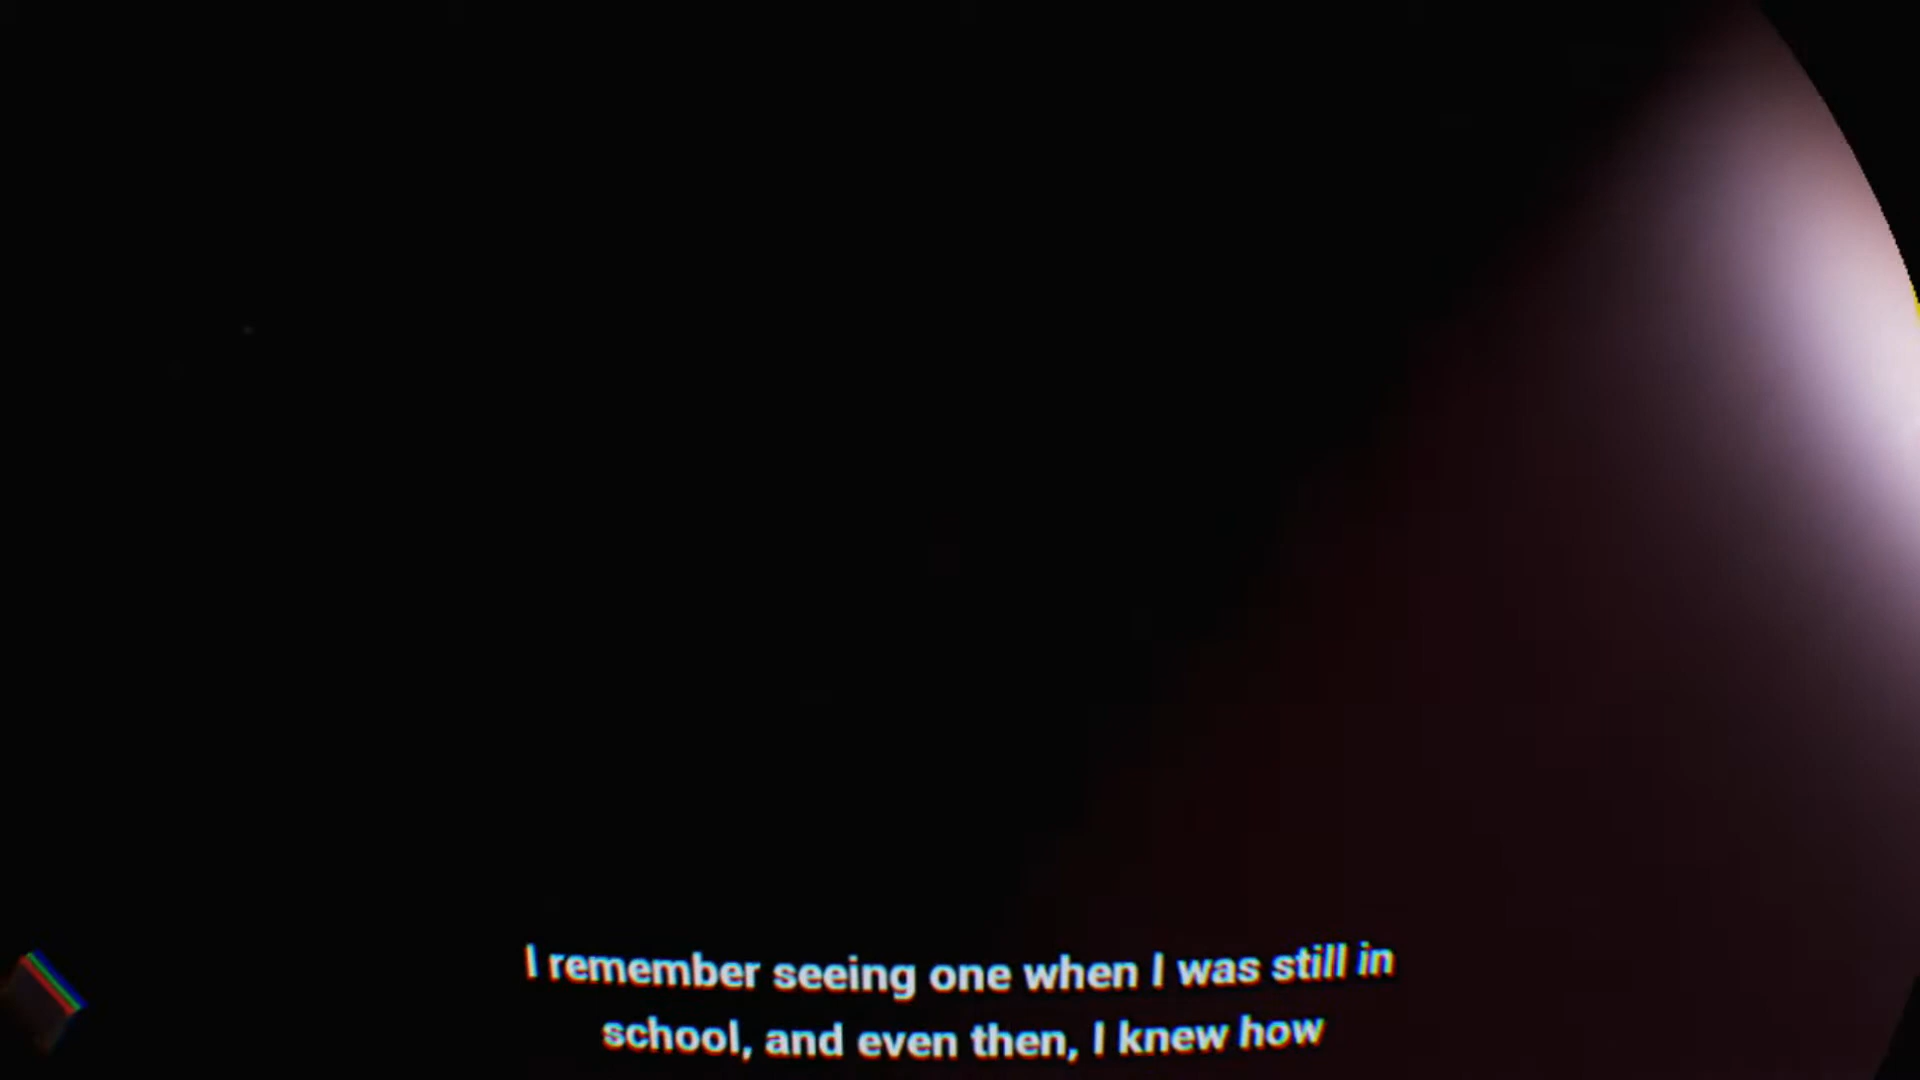 I remember seeing one when I was still in
school, and even then, I knew how